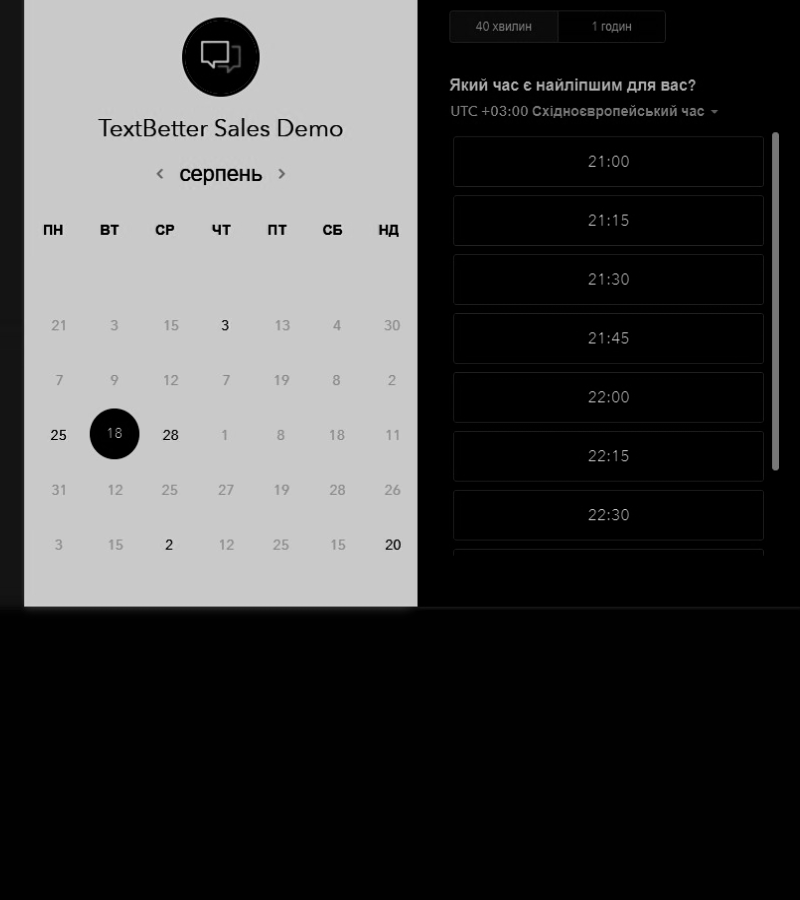 TextBetter Sales Demo
серпень
ПН ВТ СР ЧТ ПТ СБ НД
21 3 15 3 13 4 30
7 9 12 7 19 8 2
25 18 28 1 8 18 11
31 12 25 27 19 28 26
3 15 2 12 25 15 20
40 хвилин 1 годин
Який час є найліпшим для вас?
UTC +03:00 Східноєвропейський час
21:00
21:15
21:30
21:45
22:00
22:15
22:30